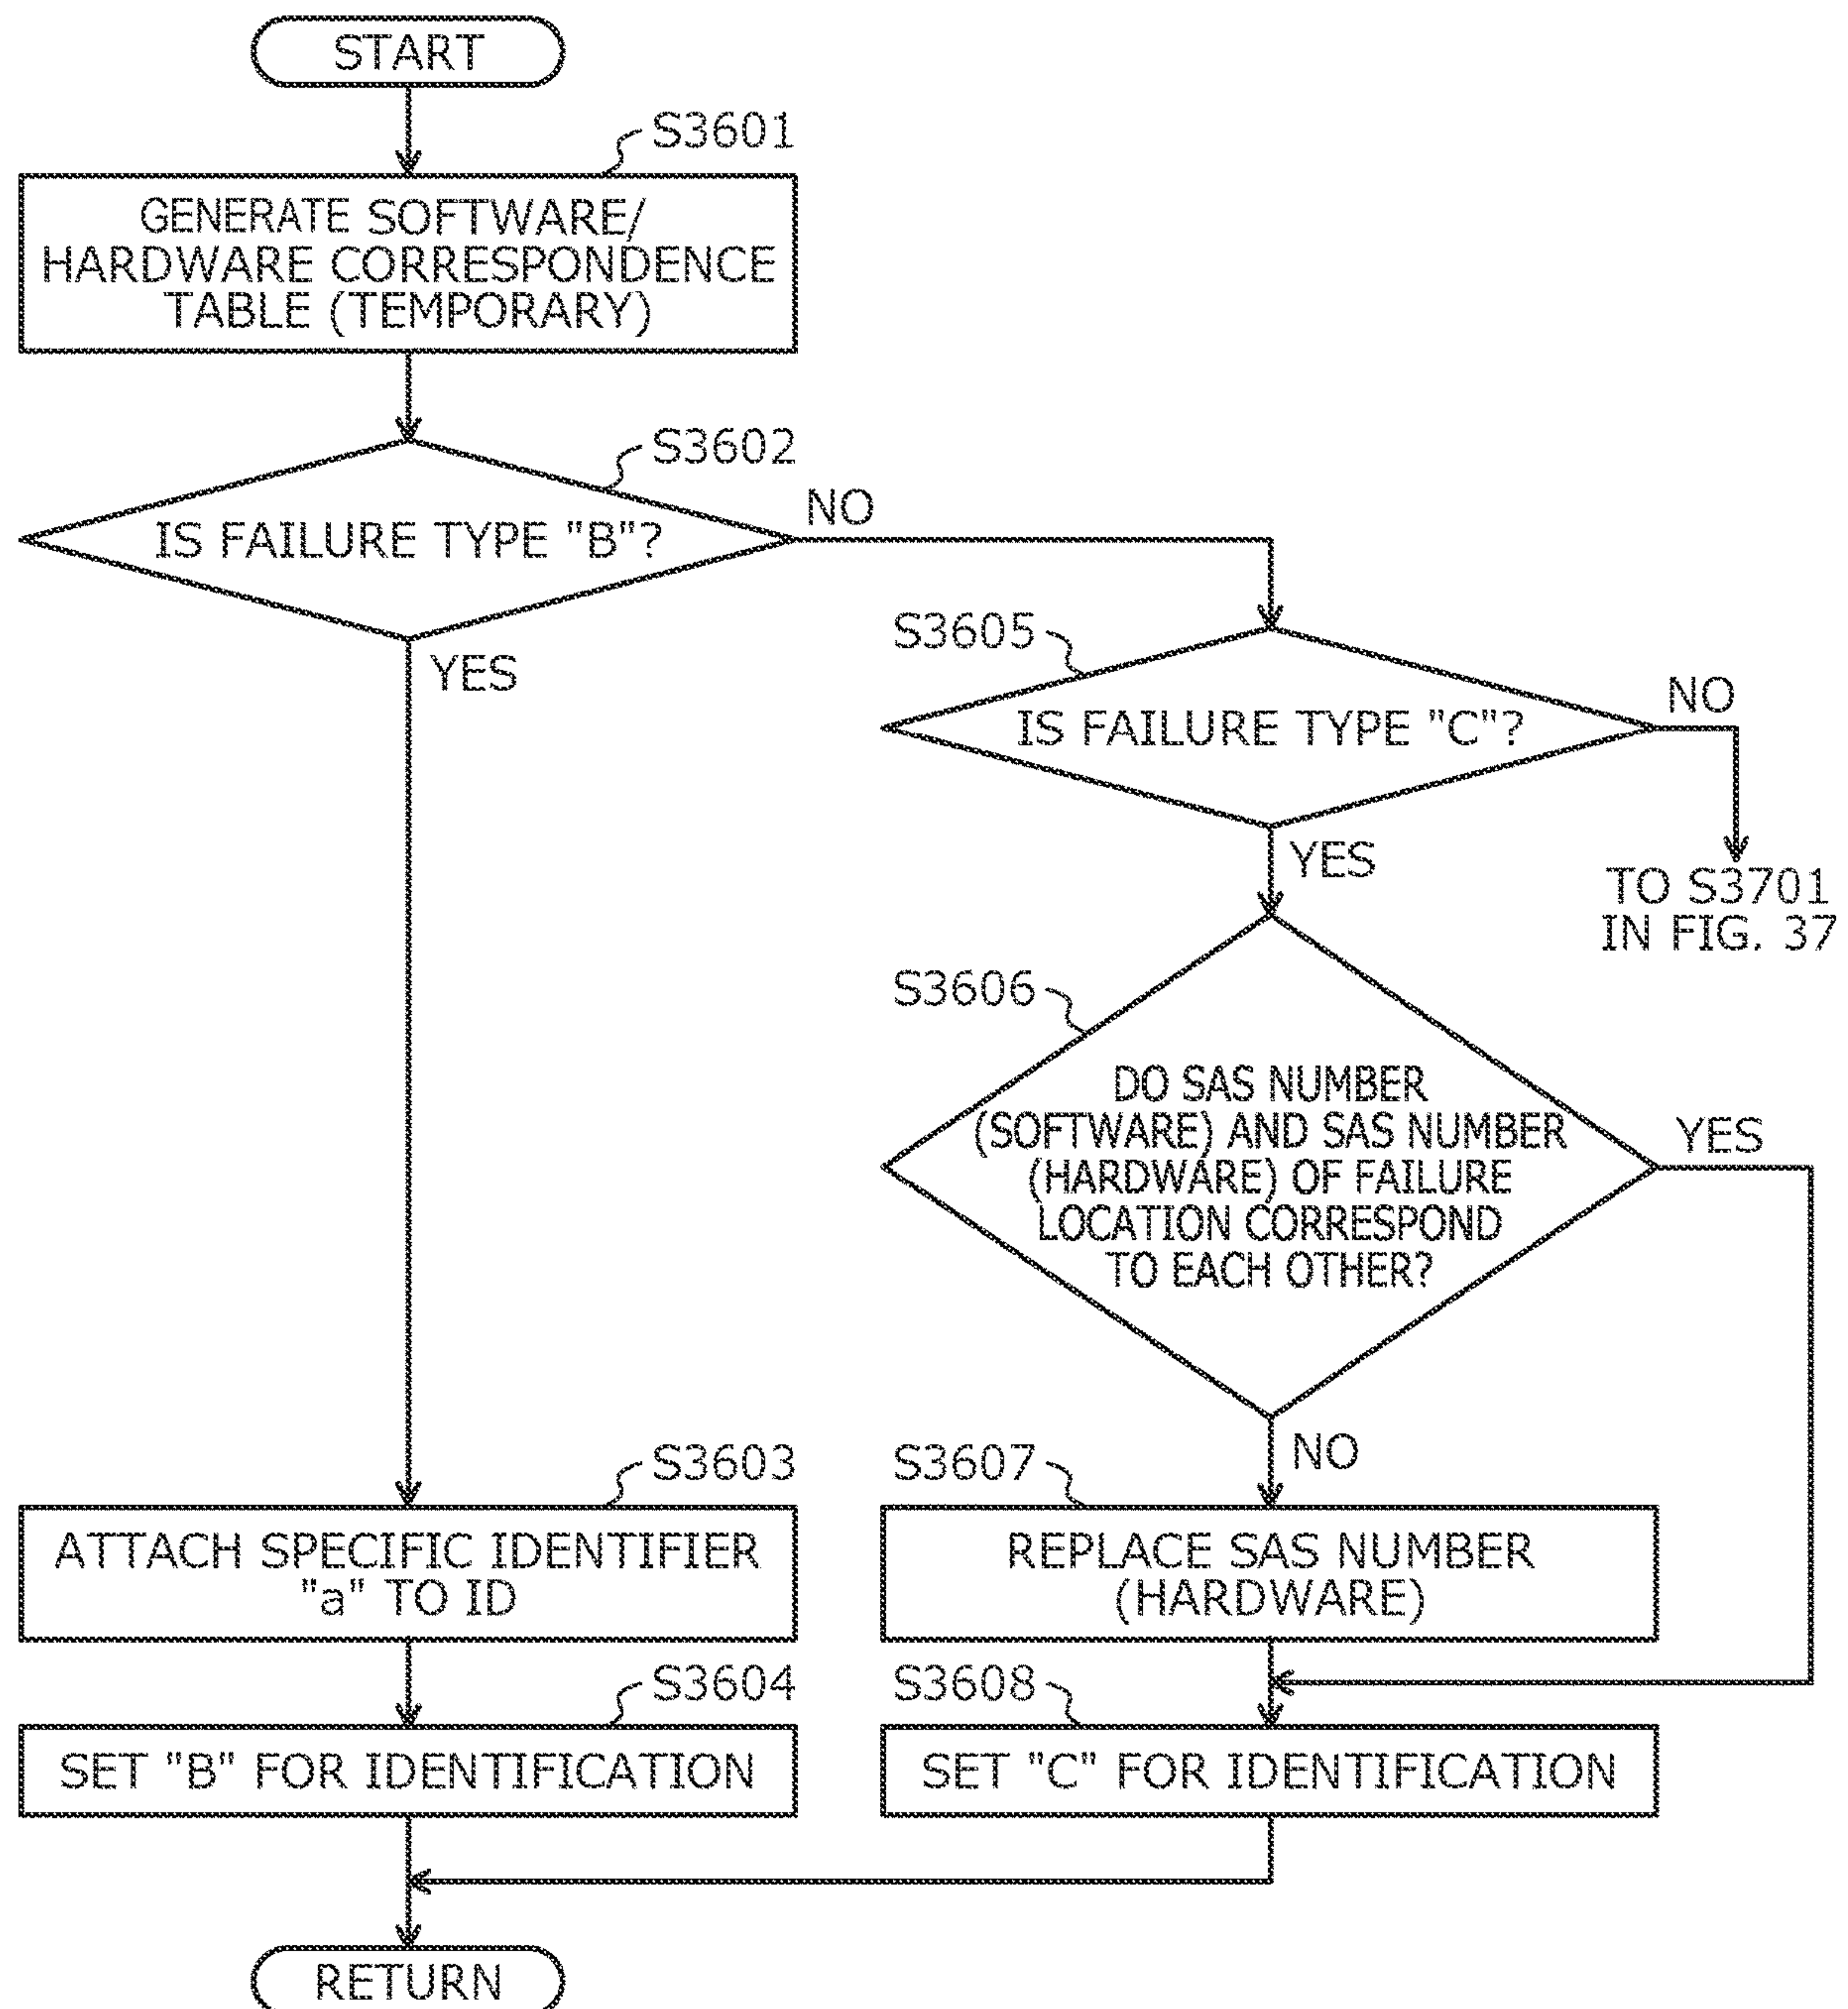 START
S3601
GENERATE SOFTWARE/
HARDWARE CORRESPONDENCE
TABLE (TEMPORARY)
S3602
IS FAILURE TYPE "B"?
NO
YES
S3605
IS FAILURE TYPE "C"?
NO
YES
TO S3701
IN FIG. 37
S3606
DO SAS NUMBER
(SOFTWARE) AND SAS NUMBER
(HARDWARE) OF FAILURE
LOCATION CORRESPOND
TO EACH OTHER?
YES
NO
S3603
ATTACH SPECIFIC IDENTIFIER
"a" TO ID
S3607
REPLACE SAS NUMBER
(HARDWARE)
S3604
SET "B" FOR IDENTIFICATION
S3608
SET "C" FOR IDENTIFICATION
RETURN